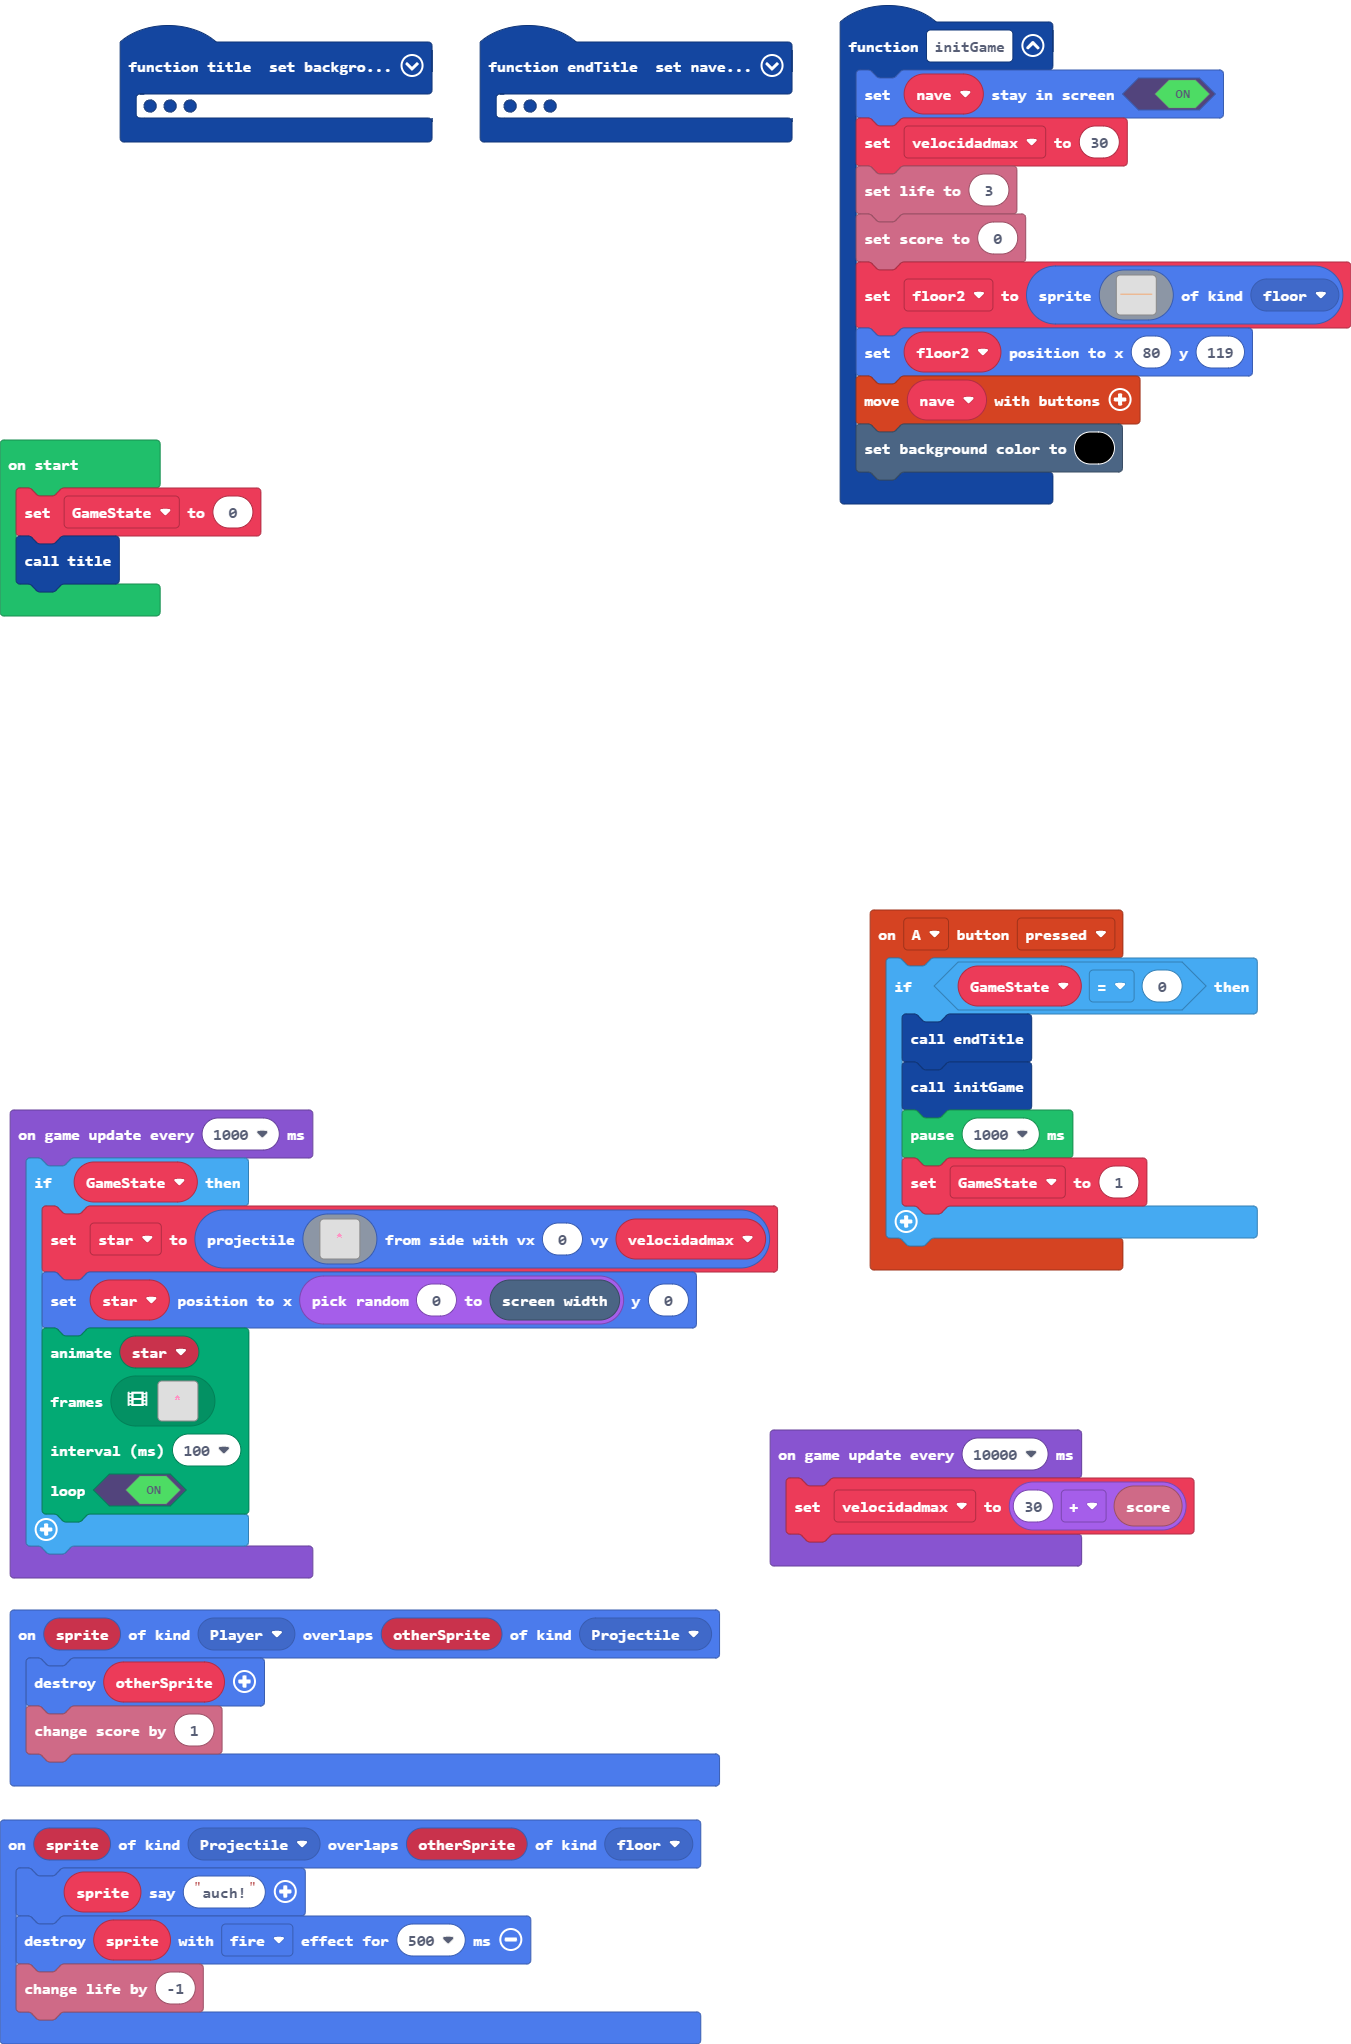 function title set backgro...
function endTitle set nave...
function initGame
set nave stay in screen ON
set velocidadmax to 30
set life to 3
set score to 0
set floor2 to sprite of kind floor
set floor2 position to x 80 y 119
move nave with buttons
set background color to
on start
set GameState to 0
call title
on A button pressed
if GameState = 0 then
call endTitle
call initGame
pause 1000 ms
set GameState to 1
on game update every 1000 ms
if GameState then
set star to projectile from side with vx 0 vy velocidadmax
set star position to x pick random 0 to screen width y 0
animate star
frames
interval (ms) 100
loop ON
on game update every 10000 ms
set velocidadmax to 30 + score
on sprite of kind Player overlaps otherSprite of kind Projectile
destroy otherSprite
change score by 1
on sprite of kind Projectile overlaps otherSprite of kind floor
sprite say "auch!"
destroy sprite with fire effect for 500 ms
change life by -1